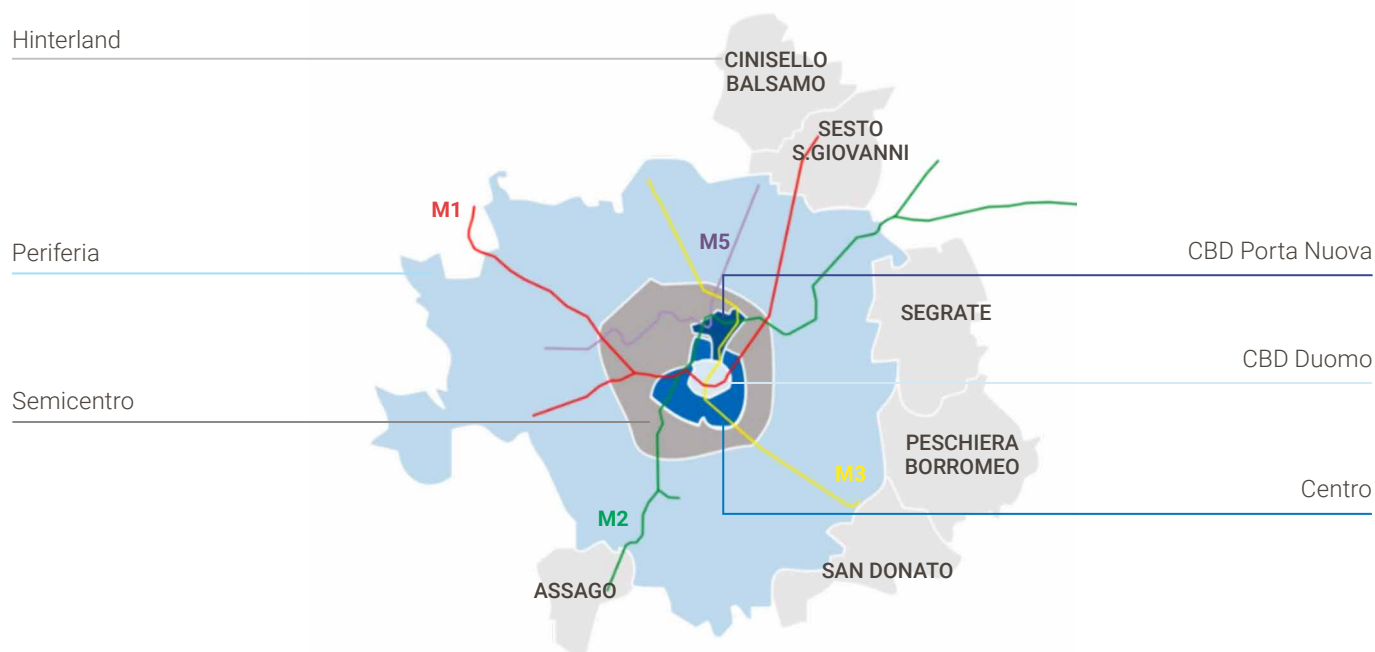 Hinterland
CINISELLO
BALSAMO
SESTO
S.GIOVANNI
M1
M5
Periferia
CBD Porta Nuova
SEGRATE
CBD Duomo
Semicentro
PESCHIERA
BORROMEO
M3
Centro
M2
SAN DONATO
ASSAGO